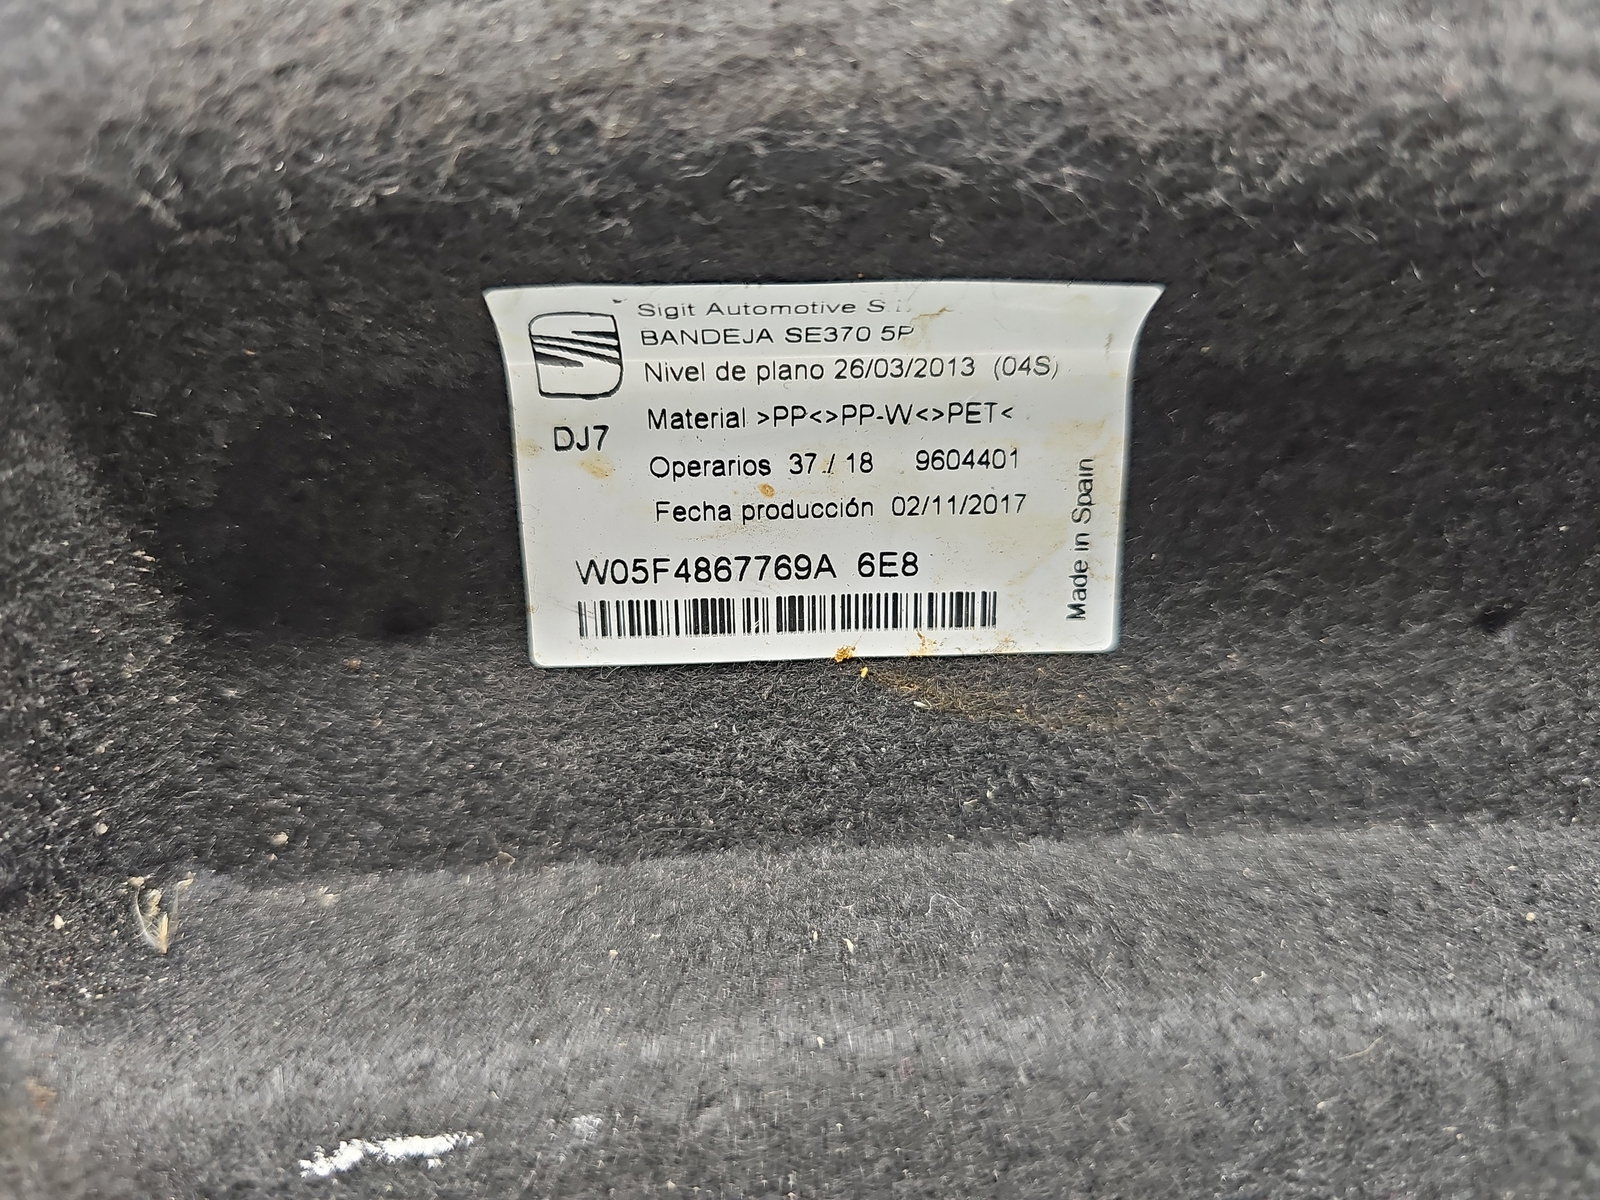 Sigit Automotive
BANDEJA SE370 5P
Nivel de plano 26/03/2013 (04S)
DJ7
Material >PP<>PP-W<>PET<
Operarios 37 / 18 9604401
Fecha producción 02/11/2017
W05F4867769A 6E8
Made in Spain